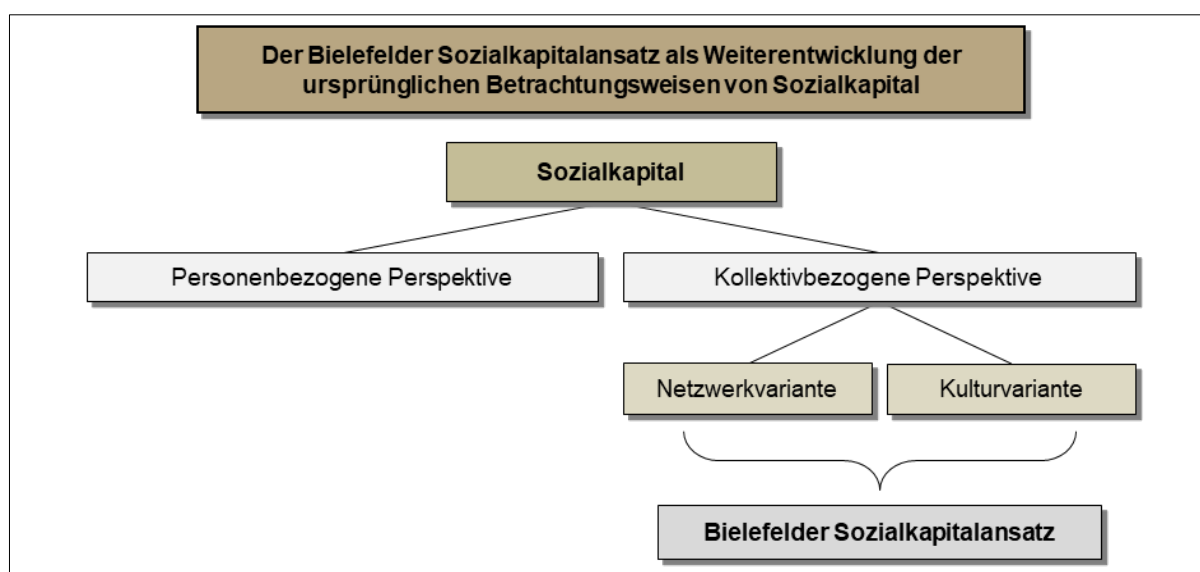 Der Bielefelder Sozialkapitalansatz als Weiterentwicklung der
ursprünglichen Betrachtungsweisen von Sozialkapital
Sozialkapital
Personenbezogene Perspektive
Kollektivbezogene Perspektive
Netzwerkvariante
Kulturvariante
Bielefelder Sozialkapitalansatz